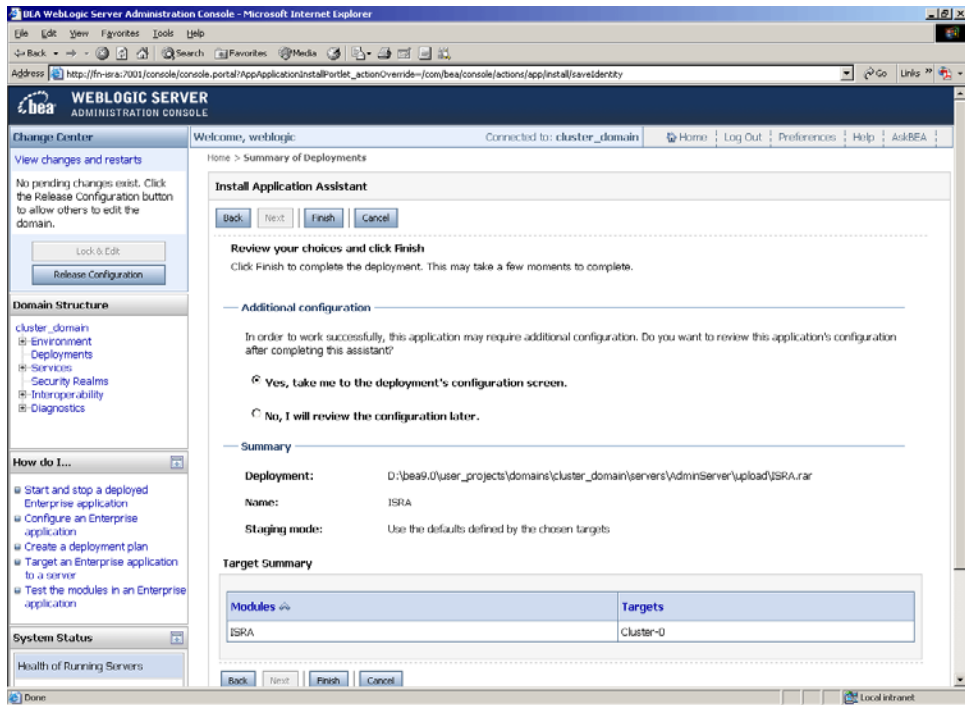 BEA WebLogic Server Administration Console - Microsoft Internet Explorer
File Edit View Favorites Tools Help
Back Search Favorites Media
Address http://fn-isra:7001/console/console.portal?AppApplicationInstallPortlet_actionOverride=/com/bea/console/actions/app/install/saveIdentity Go Links »
bea WEBLOGIC SERVER
ADMINISTRATION CONSOLE
Change Center
View changes and restarts
No pending changes exist. Click
the Release Configuration button
to allow others to edit the
domain.
Lock & Edit
Release Configuration
Domain Structure
cluster_domain
Environment
Deployments
Services
Security Realms
Interoperability
Diagnostics
How do I...
Start and stop a deployed
Enterprise application
Configure an Enterprise
application
Create a deployment plan
Target an Enterprise application
to a server
Test the modules in an Enterprise
application
System Status
Health of Running Servers
Welcome, weblogic Connected to: cluster_domain Home Log Out Preferences Help AskBEA
Home > Summary of Deployments
Install Application Assistant
Back Next Finish Cancel
Review your choices and click Finish
Click Finish to complete the deployment. This may take a few moments to complete.
Additional configuration
In order to work successfully, this application may require additional configuration. Do you want to review this application's configuration
after completing this assistant?
Yes, take me to the deployment's configuration screen.
No, I will review the configuration later.
Summary
Deployment: D:\bea9.0\user_projects\domains\cluster_domain\servers\AdminServer\upload\ISRA.rar
Name: ISRA
Staging mode: Use the defaults defined by the chosen targets
Target Summary
Modules Targets
ISRA Cluster-0
Back Next Finish Cancel
Done Local intranet